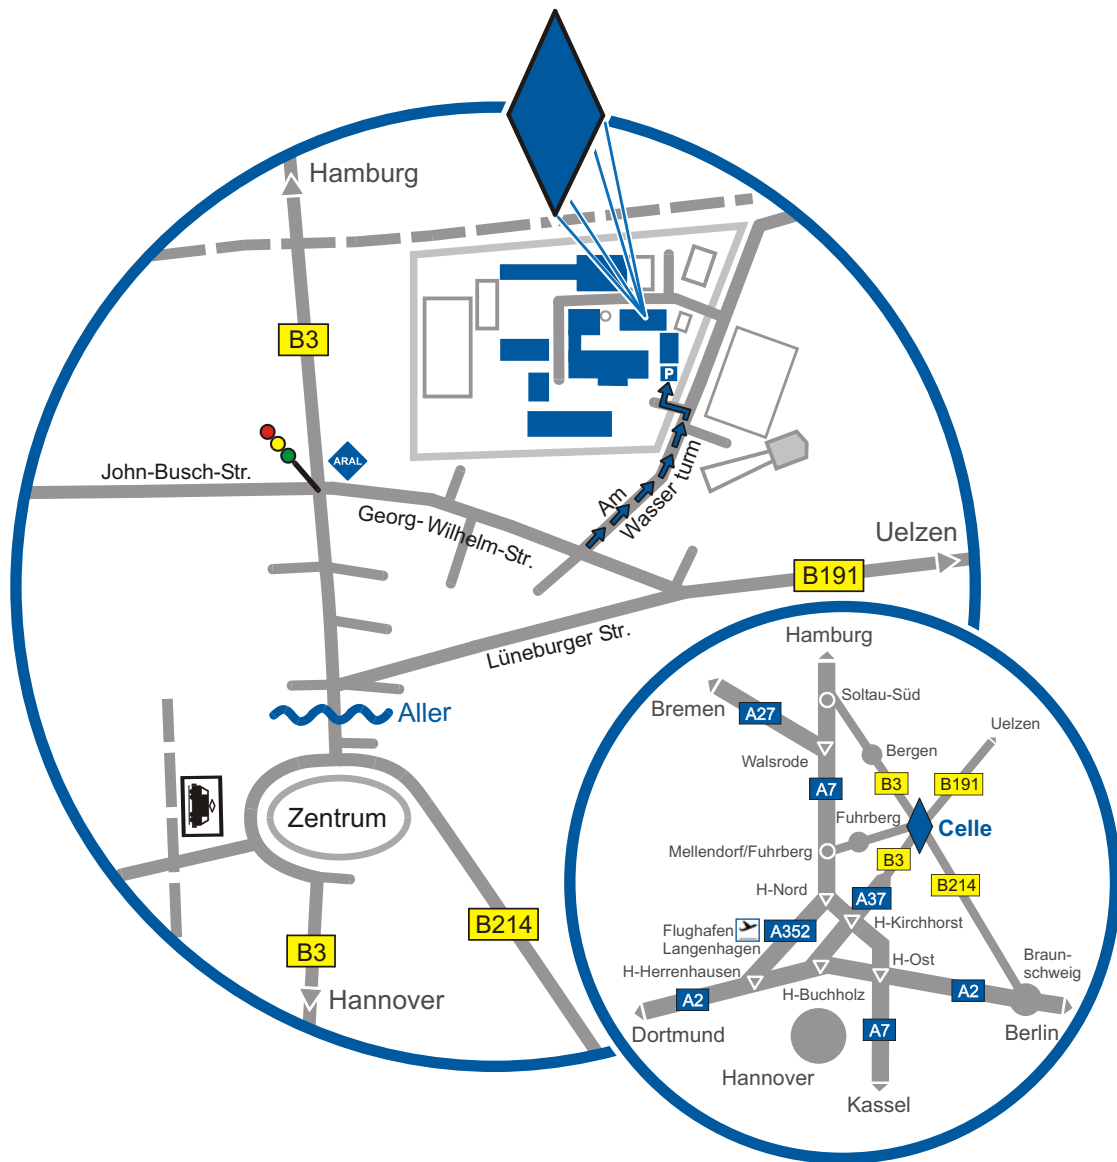 Hamburg
B3
P
ARAL
John-Busch-Str.
Georg-Wilhelm-Str.
Am
Wasser turm
Uelzen
B191
Lüneburger Str.
Aller
Zentrum
B214
B3
Hannover
Hamburg
Soltau-Süd
Bremen
A27
Uelzen
Walsrode
Bergen
A7
B3
B191
Fuhrberg
Celle
Mellendorf/Fuhrberg
B3
B214
H-Nord
A37
Flughafen
Langenhagen
A352
H-Kirchhorst
H-Herrenhausen
H-Ost
Braun-
schweig
A2
H-Buchholz
A2
Dortmund
A7
Berlin
Hannover
Kassel